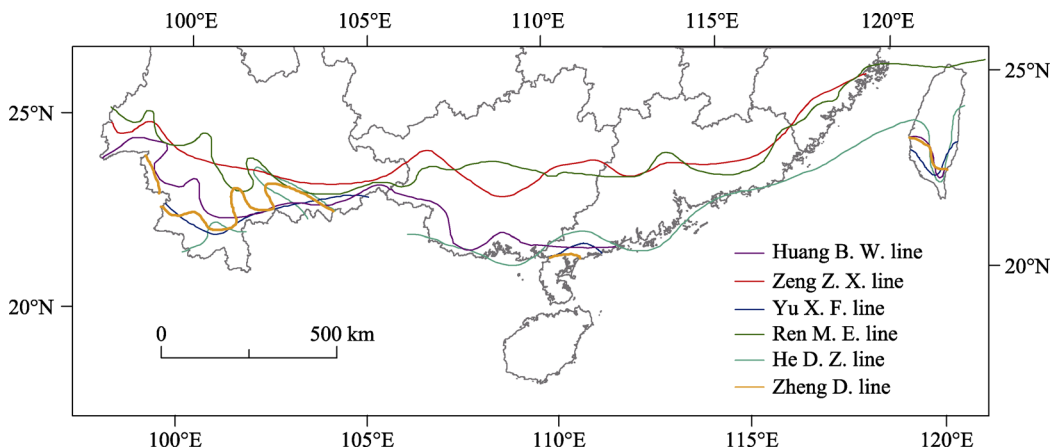 100°E 105°E 110°E 115°E 120°E
25°N 25°N
Huang B. W. line
20°N
Zeng Z. X. line
20°N
Yu X. F. line
0 500 km
Ren M. E. line
He D. Z. line
Zheng D. line
100°E 105°E 110°E 115°E 120°E